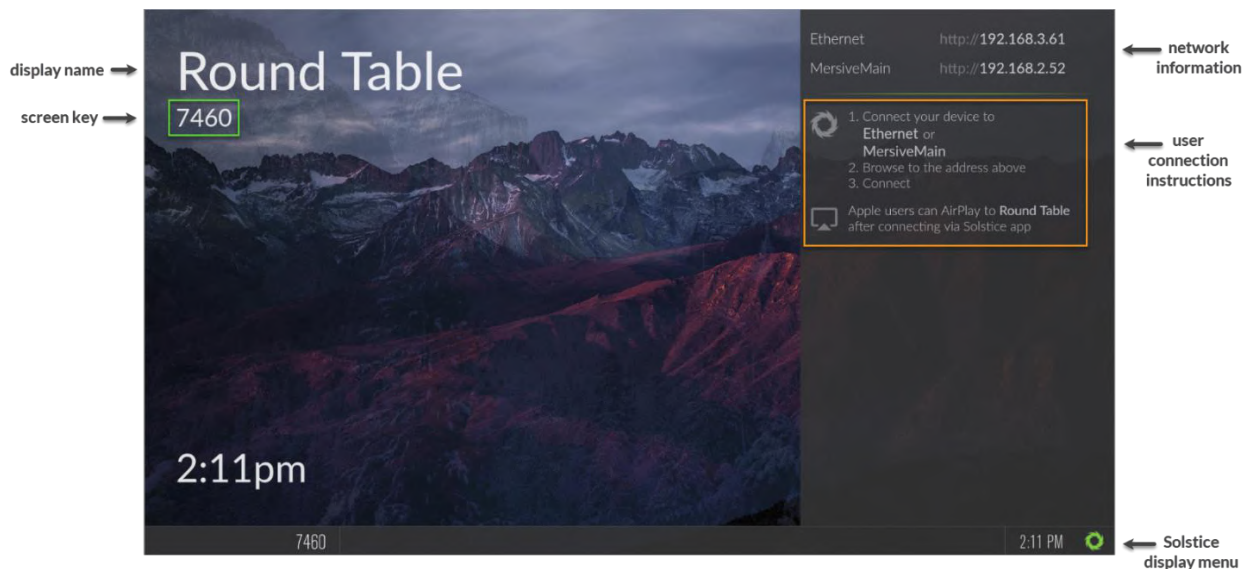 display name
screen key
Round Table
7460
2:11pm
7460
Ethernet http://192.168.3.61
MersiveMain http://192.168.2.52
1. Connect your device to
Ethernet or
MersiveMain
2. Browse to the address above
3. Connect
Apple users can AirPlay to Round Table
after connecting via Solstice app
2:11 PM
network
information
user
connection
instructions
Solstice
display menu